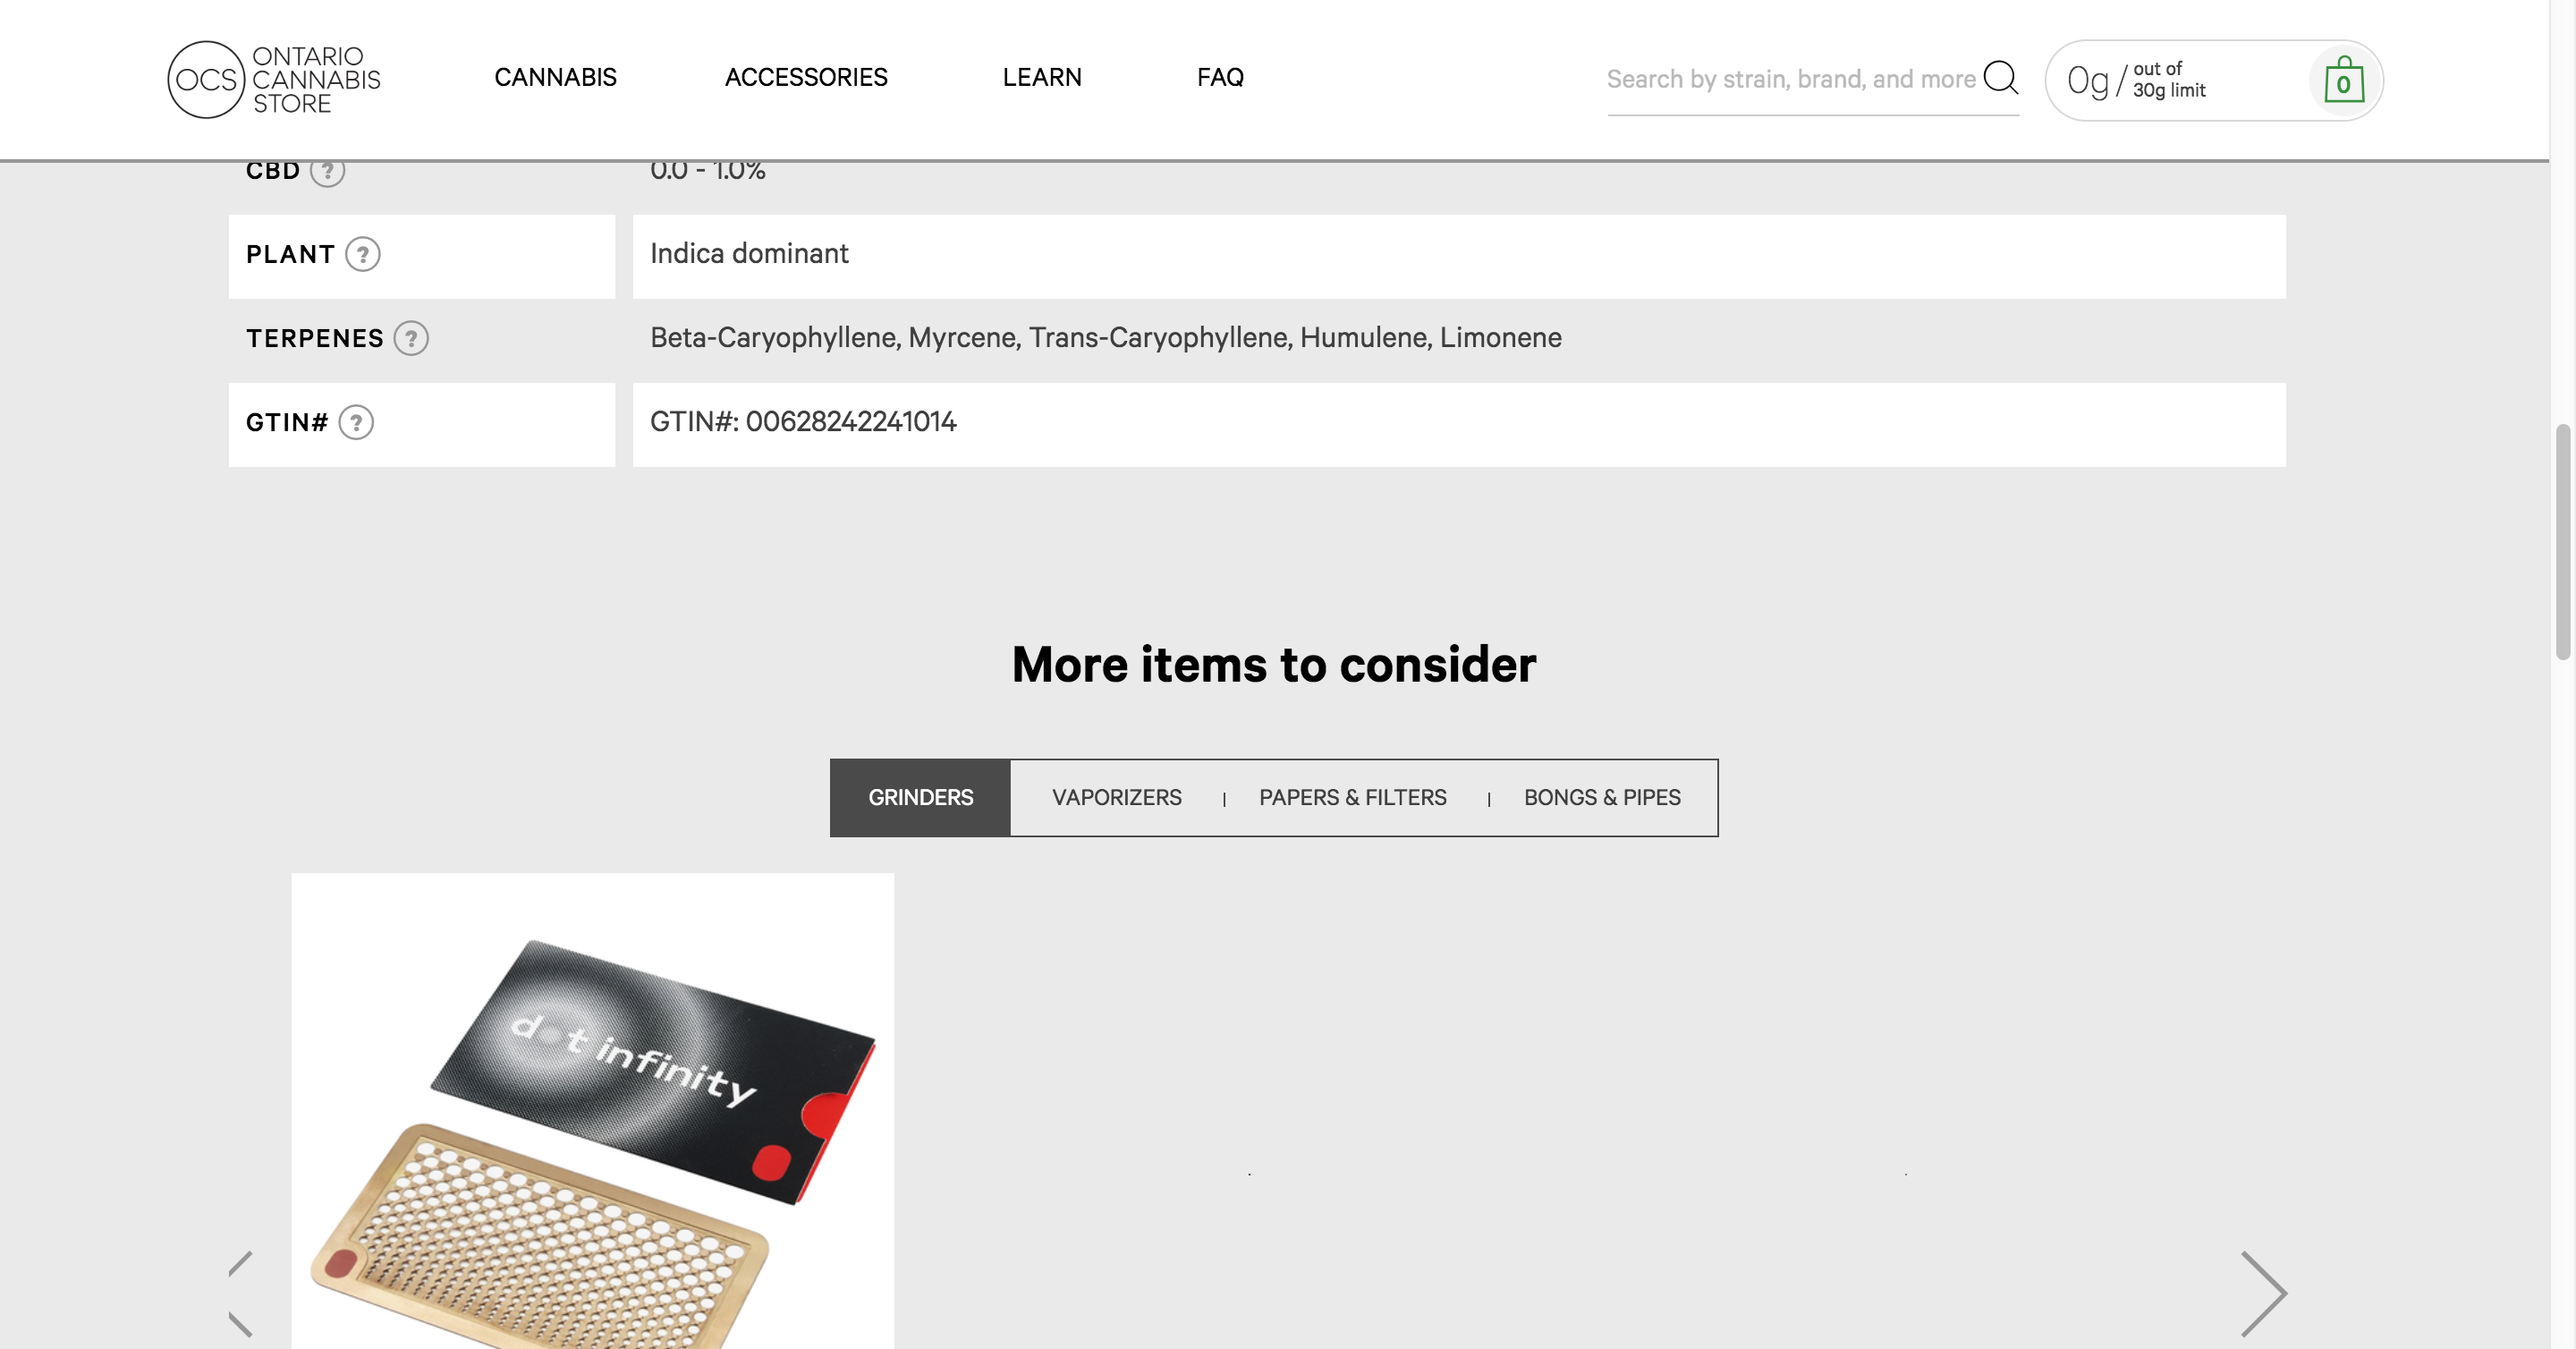 OCS
ONTARIO
CANNABIS
STORE
CANNABIS
ACCESSORIES
LEARN
FAQ
Search by strain, brand, and more
0g/
out of
30g limit
0
CBD ?
0.0 - 1.0%
PLANT ?
Indica dominant
TERPENES ?
Beta-Caryophyllene, Myrcene, Trans-Caryophyllene, Humulene, Limonene
GTIN# ?
GTIN#: 00628242241014
More items to consider
GRINDERS
VAPORIZERS | PAPERS & FILTERS | BONGS & PIPES
dot infinity